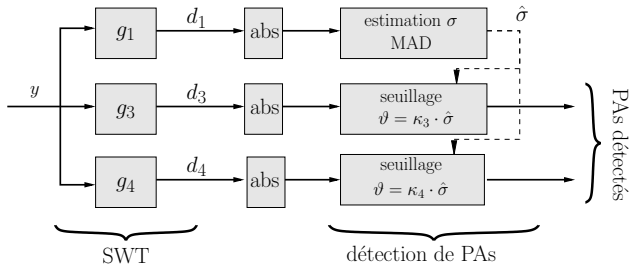 g₁ d₁ abs estimation σ σ̂
MAD
y
g₃ d₃ abs seuillage
ϑ = κ₃ · σ̂
g₄ d₄ abs seuillage
ϑ = κ₄ · σ̂
PAs détectés
SWT détection de PAs